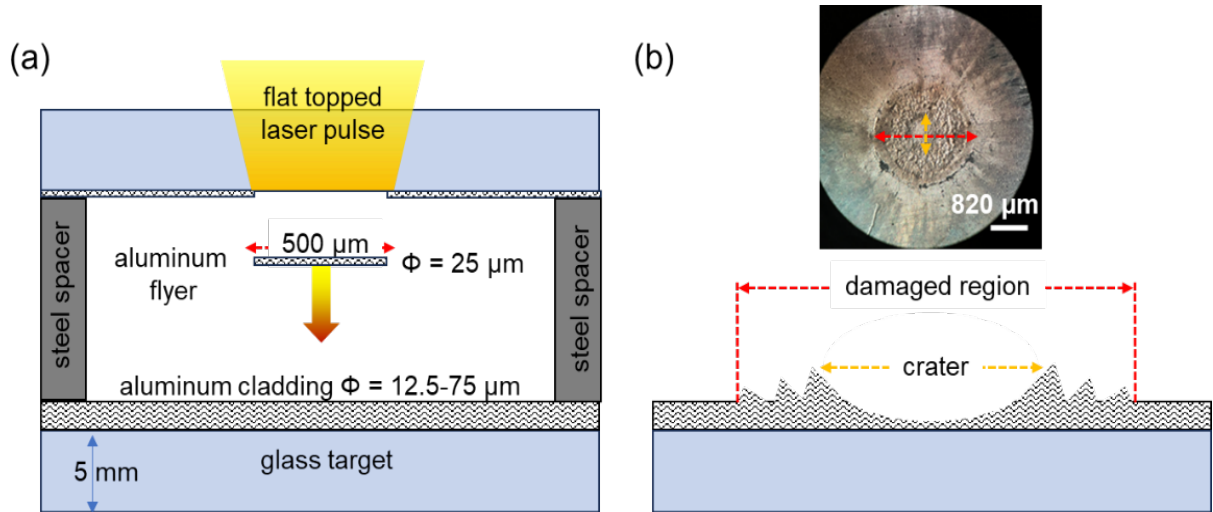 (a)
flat topped
laser pulse
steel spacer
500 µm
aluminum
flyer
Φ = 25 µm
steel spacer
aluminum cladding Φ = 12.5-75 µm
5 mm
glass target
(b)
820 µm
damaged region
crater